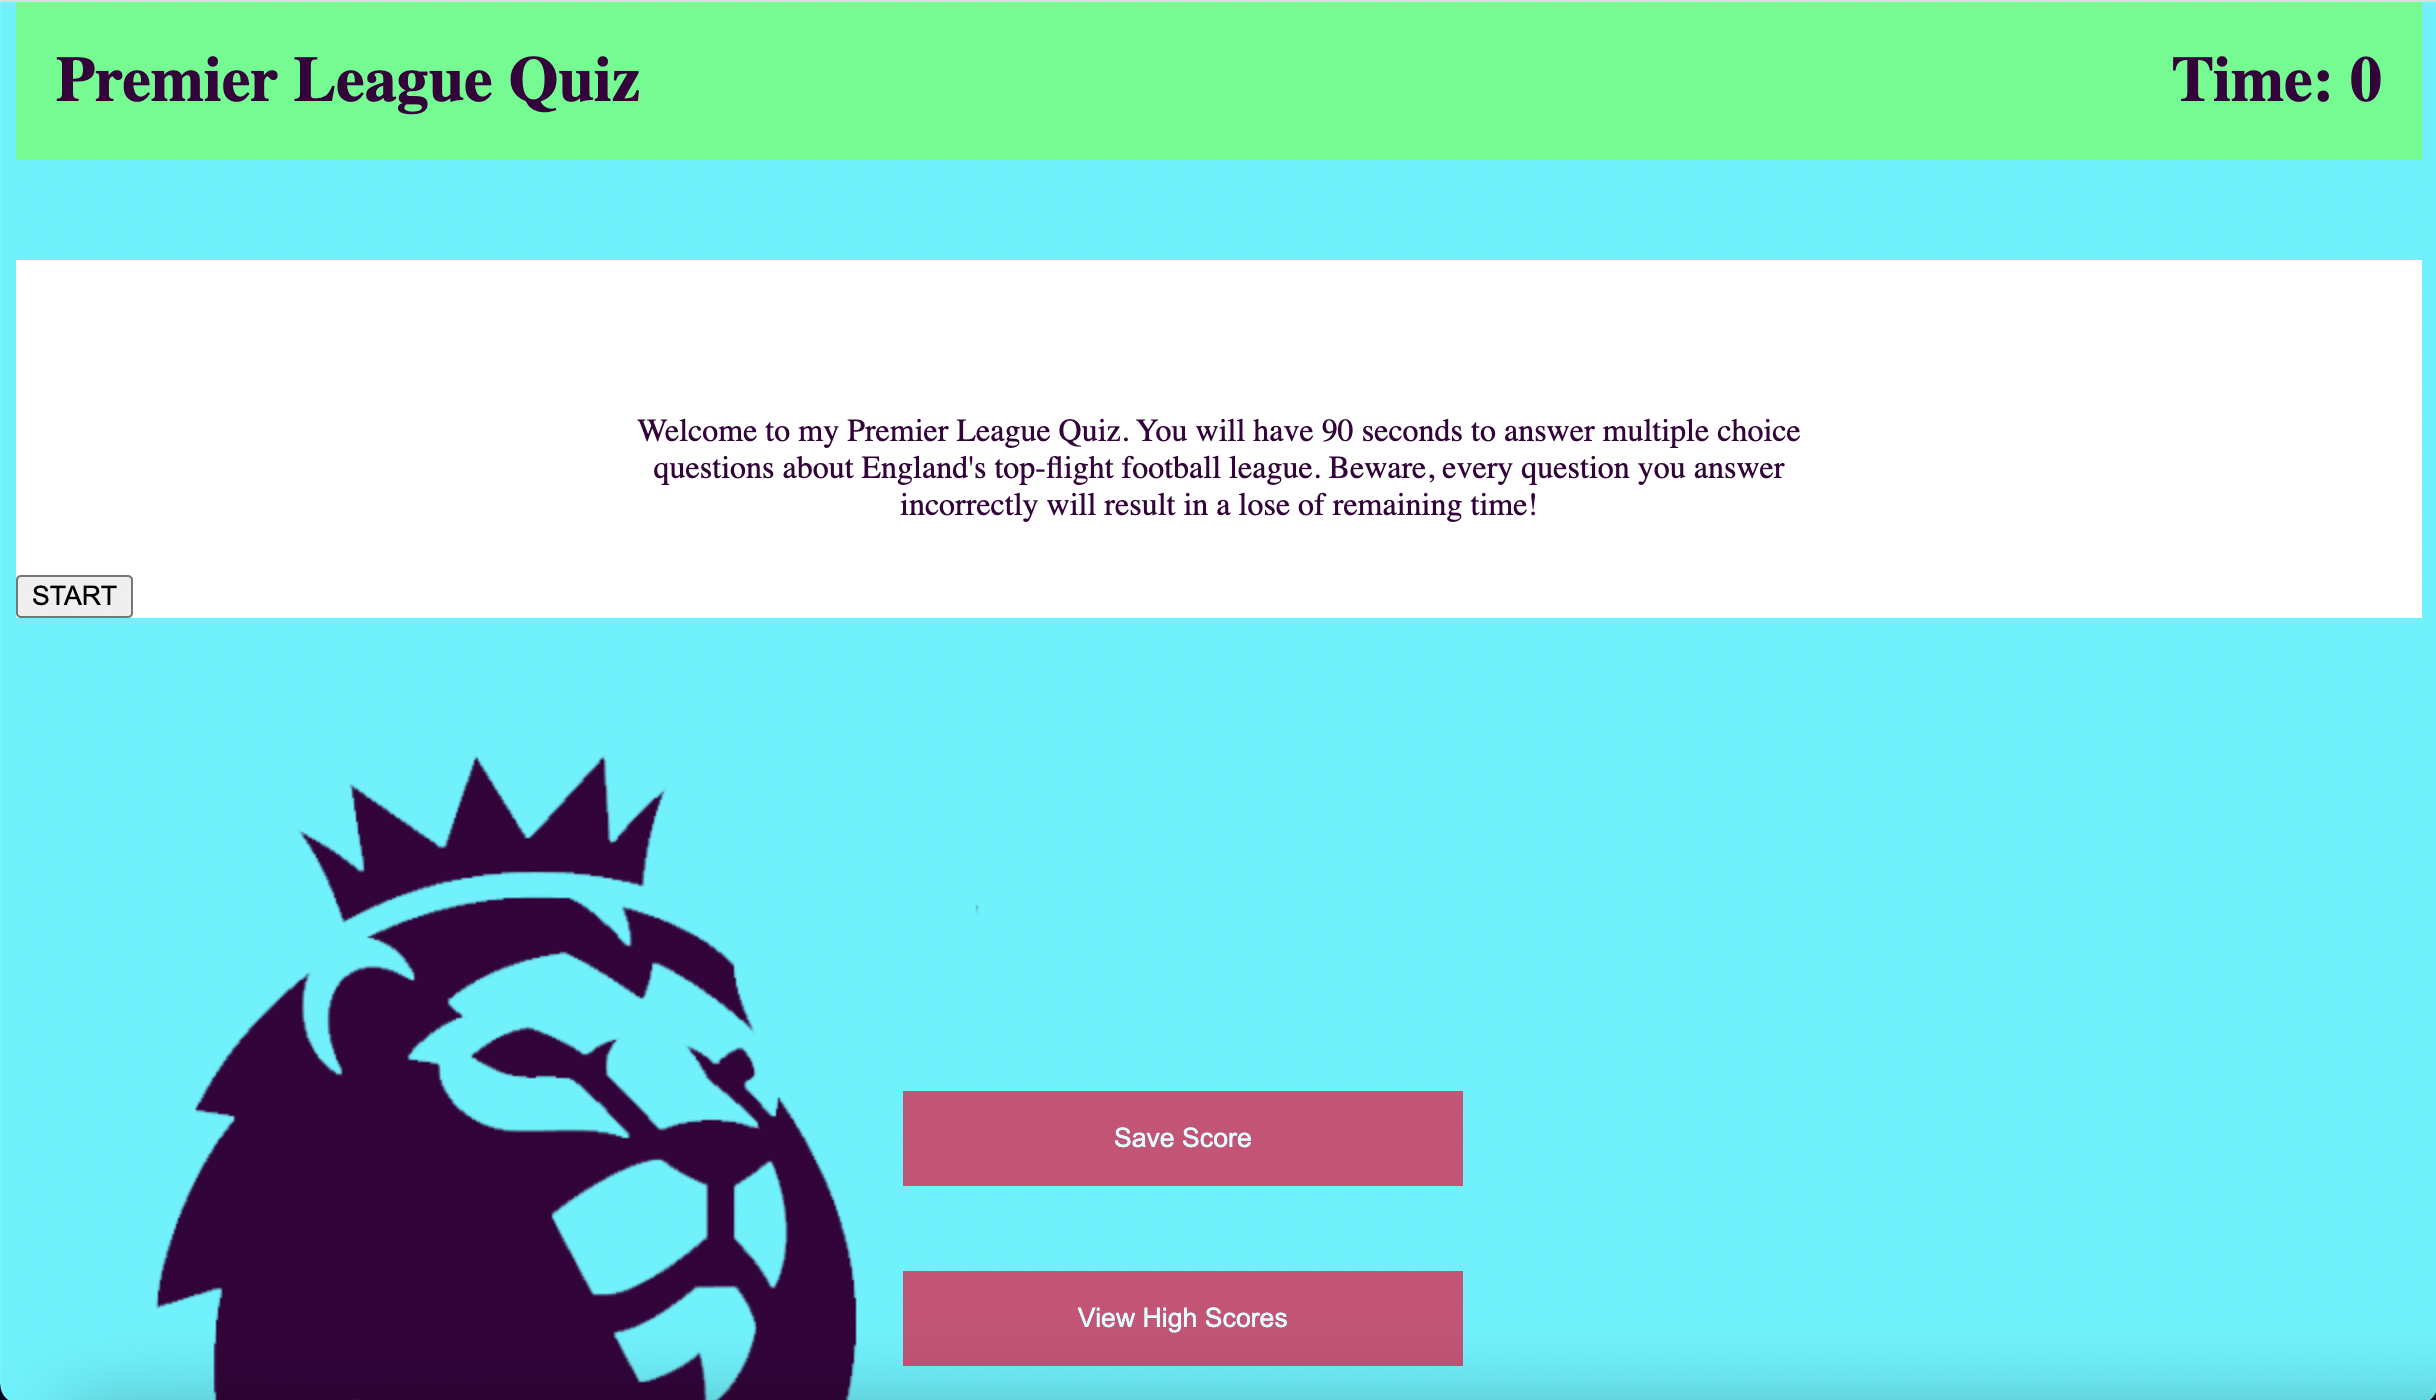 Premier League Quiz
Time: 0
Welcome to my Premier League Quiz. You will have 90 seconds to answer multiple choice
questions about England's top-flight football league. Beware, every question you answer
incorrectly will result in a lose of remaining time!
START
Save Score
View High Scores